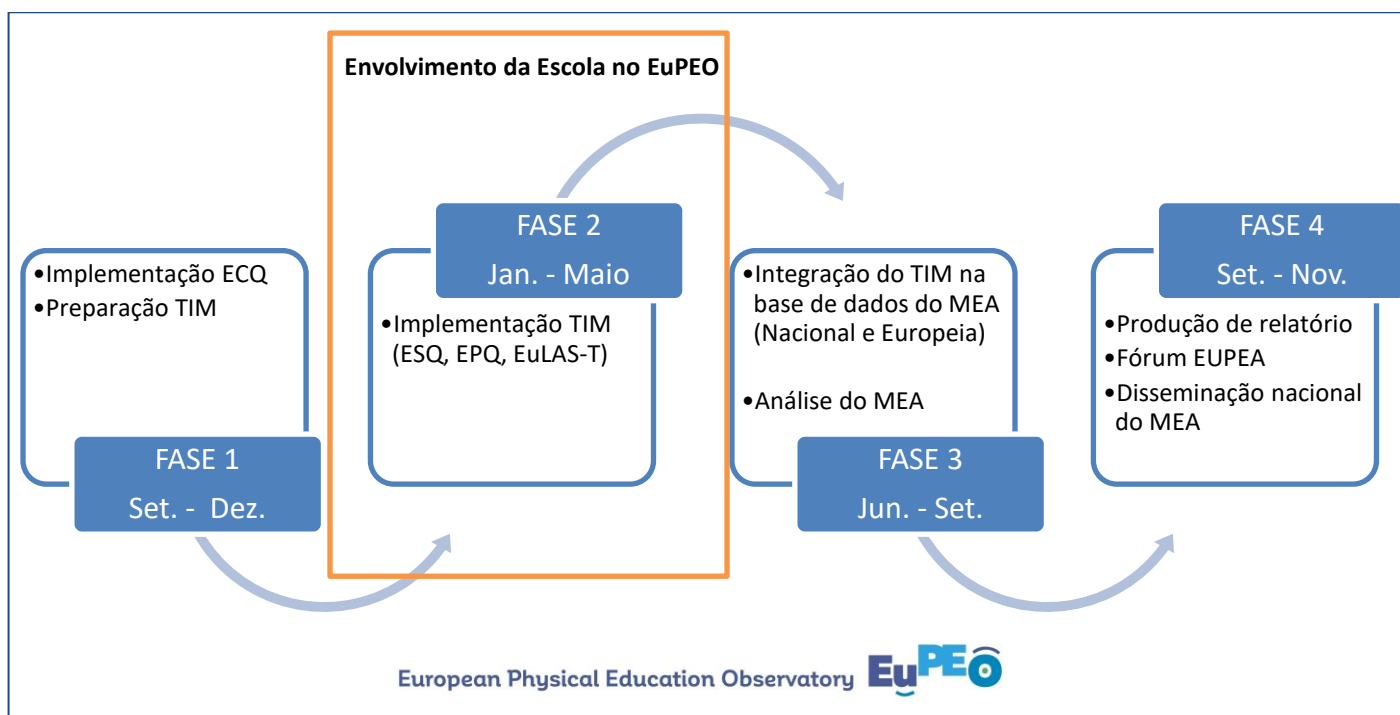 Envolvimento da Escola no EuPEO
•Implementação ECQ
•Preparação TIM
FASE 1
Set. - Dez.
FASE 2
Jan. - Maio
•Implementação TIM
(ESQ, EPQ, EuLAS-T)
•Integração do TIM na
base de dados do MEA
(Nacional e Europeia)
•Análise do MEA
FASE 3
Jun. - Set.
FASE 4
Set. - Nov.
•Produção de relatório
•Fórum EUPEA
•Disseminação nacional
do MEA
European Physical Education Observatory
EuPEO